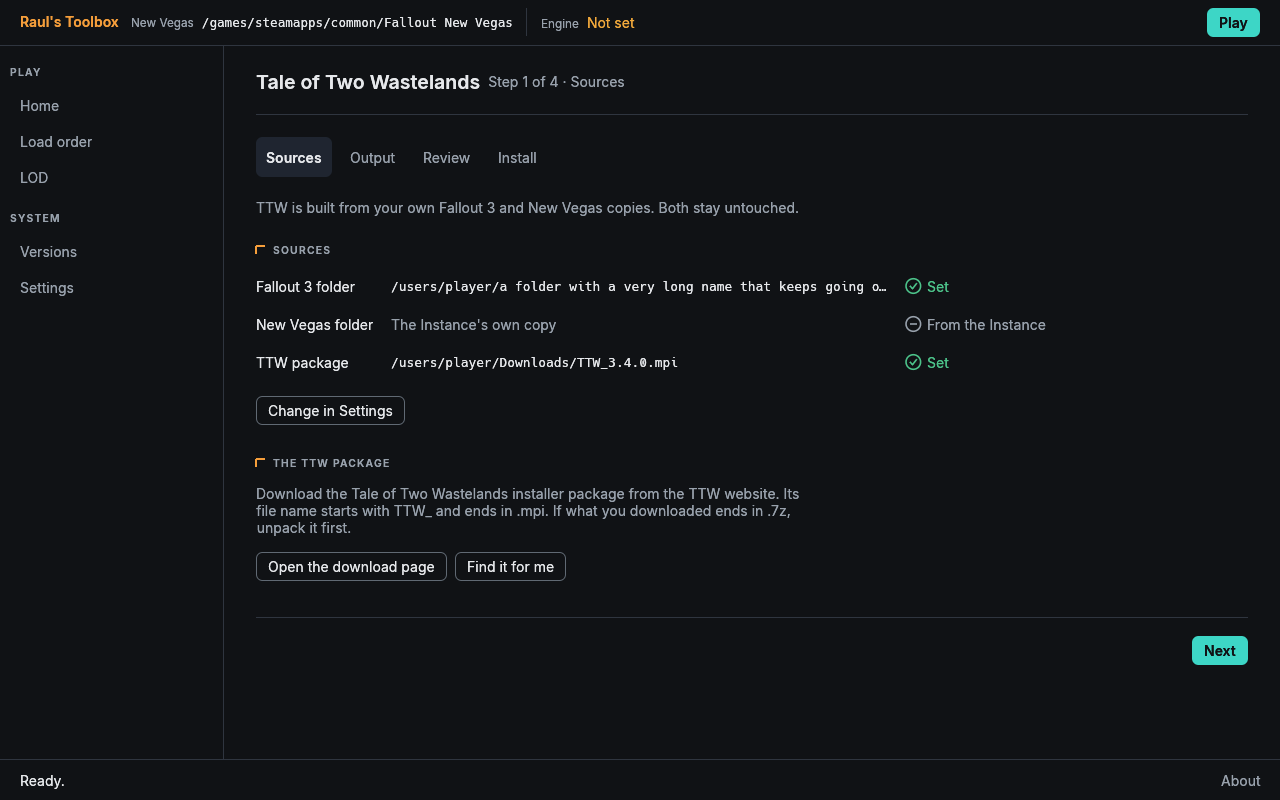 Raul's Toolbox New Vegas /games/steamapps/common/Fallout New Vegas Engine Not set Play
PLAY
Home
Load order
LOD
SYSTEM
Versions
Settings
Tale of Two Wastelands Step 1 of 4 · Sources
Sources Output Review Install
TTW is built from your own Fallout 3 and New Vegas copies. Both stay untouched.
SOURCES
Fallout 3 folder /users/player/a folder with a very long name that keeps going o… Set
New Vegas folder The Instance's own copy From the Instance
TTW package /users/player/Downloads/TTW_3.4.0.mpi Set
Change in Settings
THE TTW PACKAGE
Download the Tale of Two Wastelands installer package from the TTW website. Its
file name starts with TTW_ and ends in .mpi. If what you downloaded ends in .7z,
unpack it first.
Open the download page Find it for me
Next
Ready. About